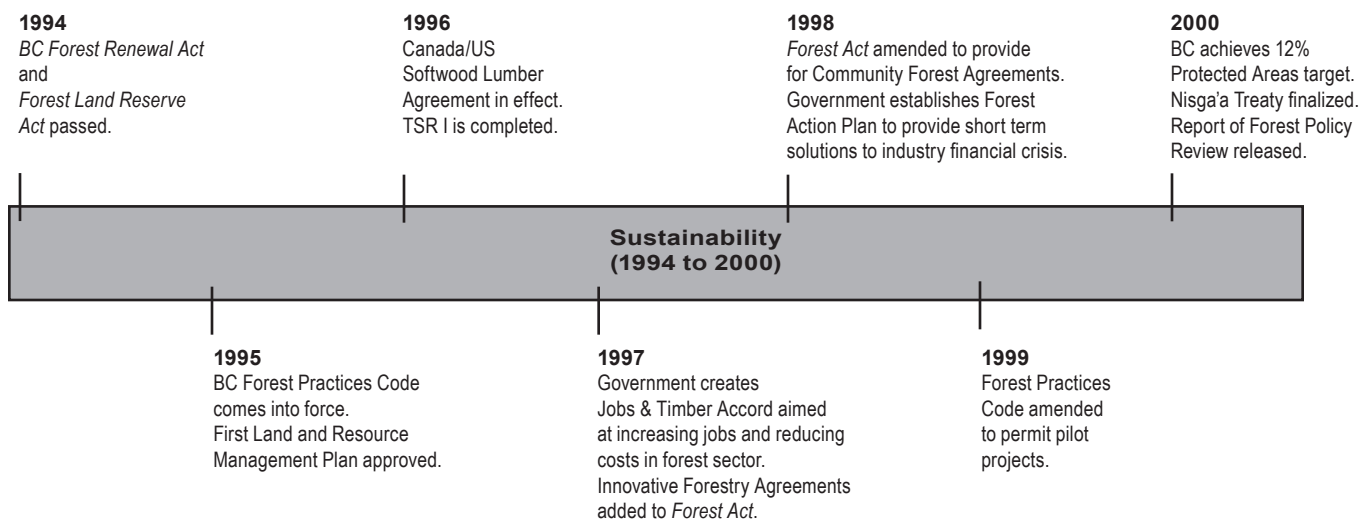 1994
BC Forest Renewal Act
and
Forest Land Reserve
Act passed.
1996
Canada/US
Softwood Lumber
Agreement in effect.
TSR I is completed.
1998
Forest Act amended to provide
for Community Forest Agreements.
Government establishes Forest
Action Plan to provide short term
solutions to industry financial crisis.
2000
BC achieves 12%
Protected Areas target.
Nisga'a Treaty finalized.
Report of Forest Policy
Review released.
Sustainability
(1994 to 2000)
1995
BC Forest Practices Code
comes into force.
First Land and Resource
Management Plan approved.
1997
Government creates
Jobs & Timber Accord aimed
at increasing jobs and reducing
costs in forest sector.
Innovative Forestry Agreements
added to Forest Act.
1999
Forest Practices
Code amended
to permit pilot
projects.